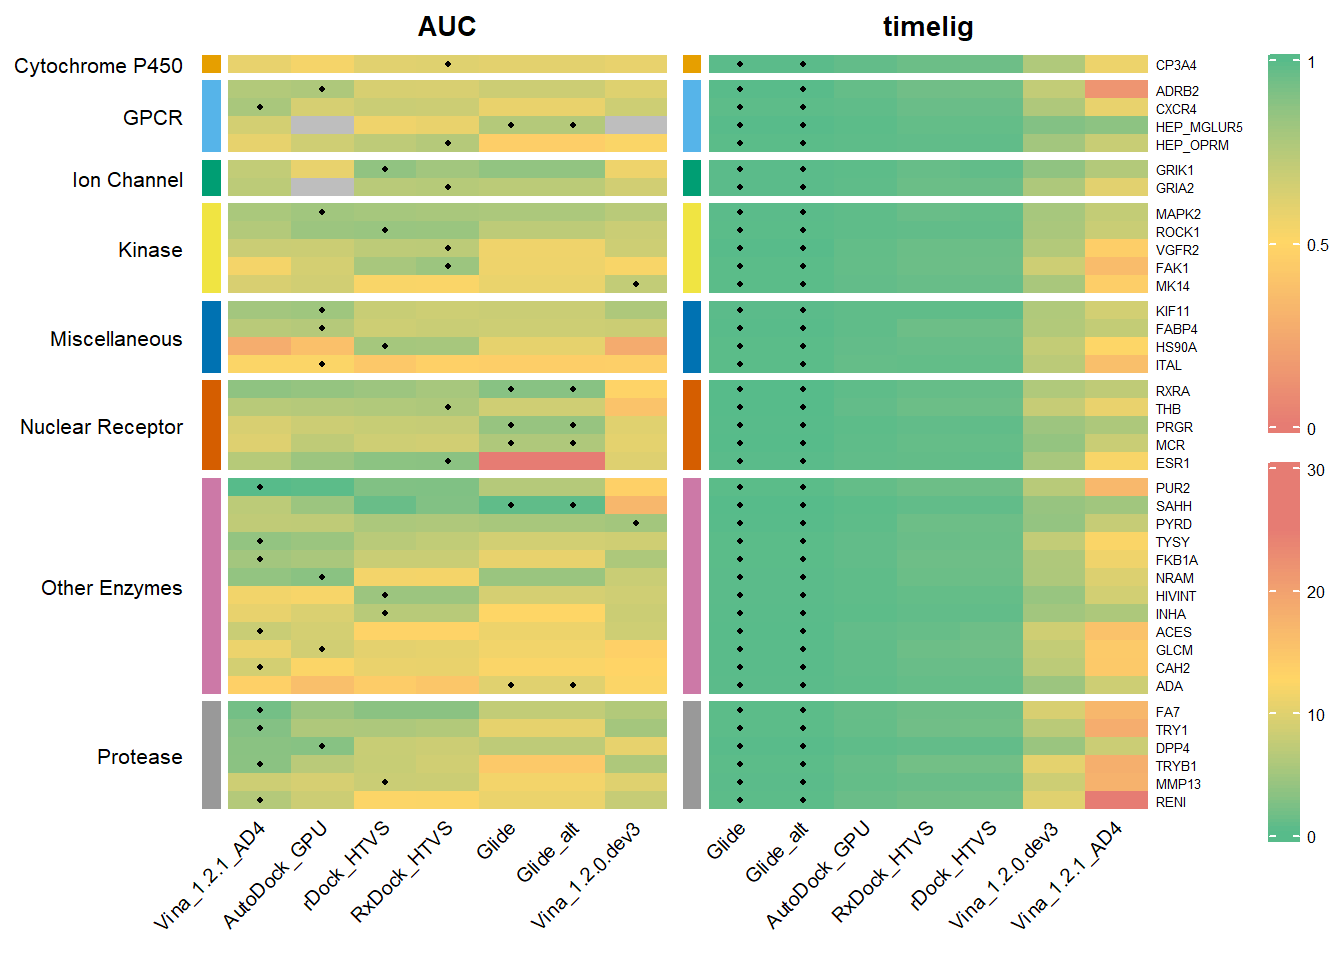 AUC
timelig
Cytochrome P450
GPCR
Ion Channel
Kinase
Miscellaneous
Nuclear Receptor
Other Enzymes
Protease
CP3A4
ADRB2
CXCR4
HEP_MGLUR5
HEP_OPRM
GRIK1
GRIA2
MAPK2
ROCK1
VGFR2
FAK1
MK14
KIF11
FABP4
HS90A
ITAL
RXRA
THB
PRGR
MCR
ESR1
PUR2
SAHH
PYRD
TYSY
FKB1A
NRAM
HIVINT
INHA
ACES
GLCM
CAH2
ADA
FA7
TRY1
DPP4
TRYB1
MMP13
RENI
1
0.5
0
30
20
10
0
Vina_1.2.1_AD4
AutoDock_GPU
rDock_HTVS
RxDock_HTVS
Glide
Glide_alt
Vina_1.2.0.dev3
Glide
Glide_alt
AutoDock_GPU
RxDock_HTVS
rDock_HTVS
Vina_1.2.0.dev3
Vina_1.2.1_AD4